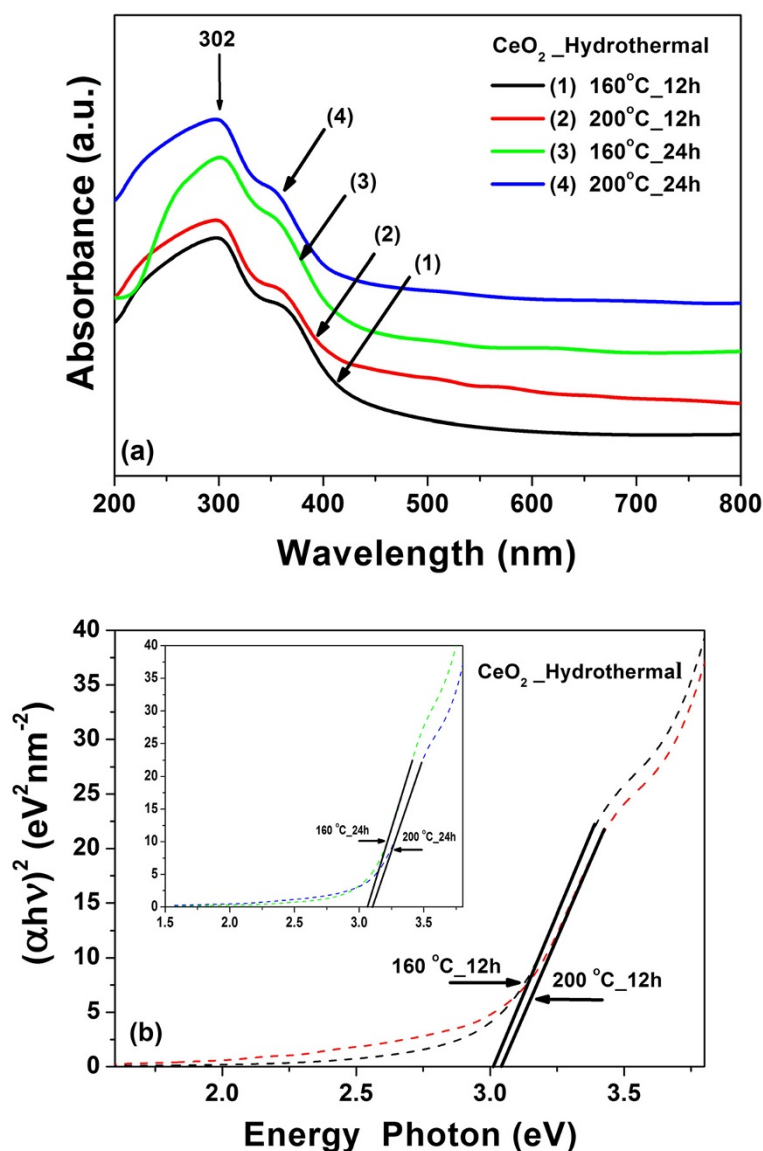 302
CeO2 _Hydrothermal
(1) 160°C_12h
(2) 200°C_12h
(3) 160°C_24h
(4) 200°C_24h
(4)
(3)
(2)
(1)
Absorbance (a.u.)
(a)
200 300 400 500 600 700 800
Wavelength (nm)
CeO2 _Hydrothermal
40
35
30
25
20
15
10
5
0
(αhν)2 (eV2nm-2)
40
35
30
25
20
15
10
5
0
160 °C_24h
200 °C_24h
1.5 2.0 2.5 3.0 3.5
160 °C_12h
200 °C_12h
(b)
2.0 2.5 3.0 3.5
Energy Photon (eV)